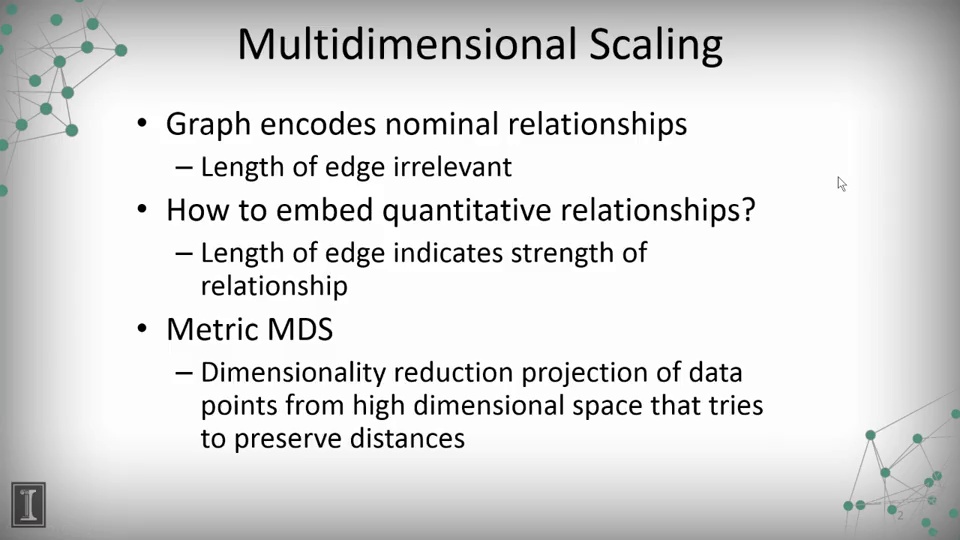 Multidimensional Scaling
• Graph encodes nominal relationships
– Length of edge irrelevant
• How to embed quantitative relationships?
– Length of edge indicates strength of
relationship
• Metric MDS
– Dimensionality reduction projection of data
points from high dimensional space that tries
to preserve distances
I
2